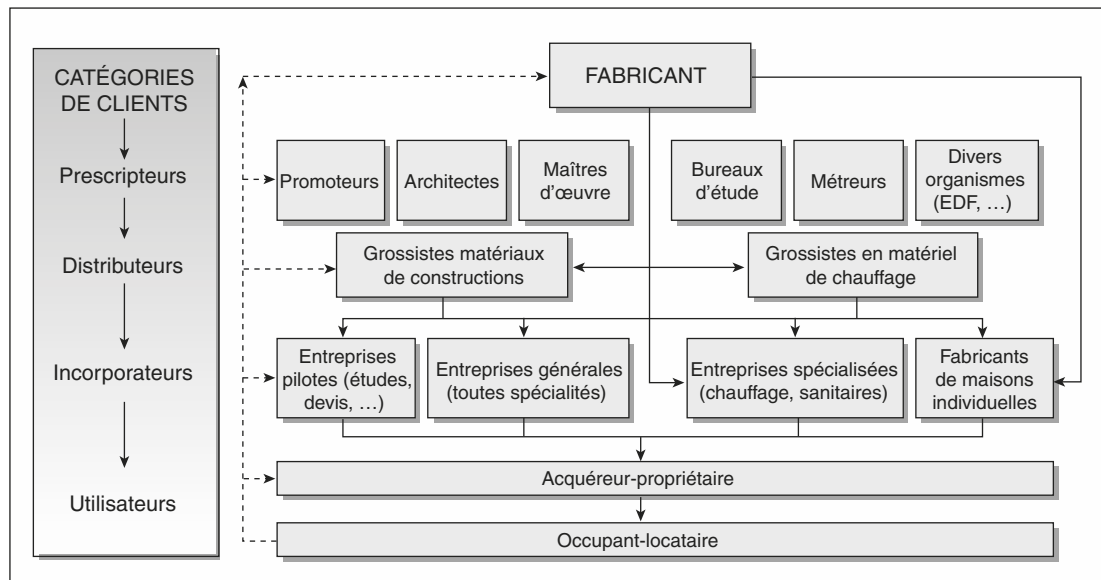 CATÉGORIES
DE CLIENTS
Prescripteurs
Distributeurs
Incorporateurs
Utilisateurs
FABRICANT
Promoteurs
Architectes
Maîtres
d'œuvre
Bureaux
d'étude
Métreurs
Divers
organismes
(EDF, …)
Grossistes matériaux
de constructions
Grossistes en matériel
de chauffage
Entreprises
pilotes (études,
devis, …)
Entreprises générales
(toutes spécialités)
Entreprises spécialisées
(chauffage, sanitaires)
Fabricants
de maisons
individuelles
Acquéreur-propriétaire
Occupant-locataire